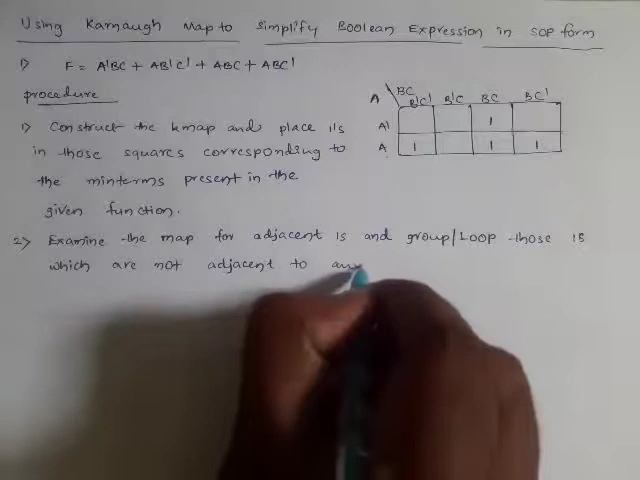 Using Karnaugh Map to Simplify Boolean Expression in SOP form
1) F = A'BC + AB'C' + ABC + ABC'
procedure
A \ BC
B'C' B'C BC BC'
A' 1
A 1 1 1
1) Construct the kmap and place 1s
in those squares corresponding to
the minterms present in the
given function.
2) Examine the map for adjacent 1s and group/Loop those 1s
which are not adjacent to any